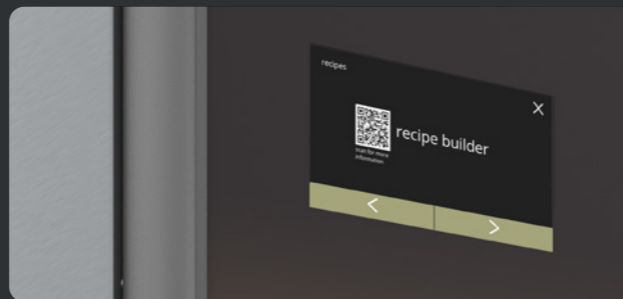 recipes
X
recipe builder
scan for more
information
<
>